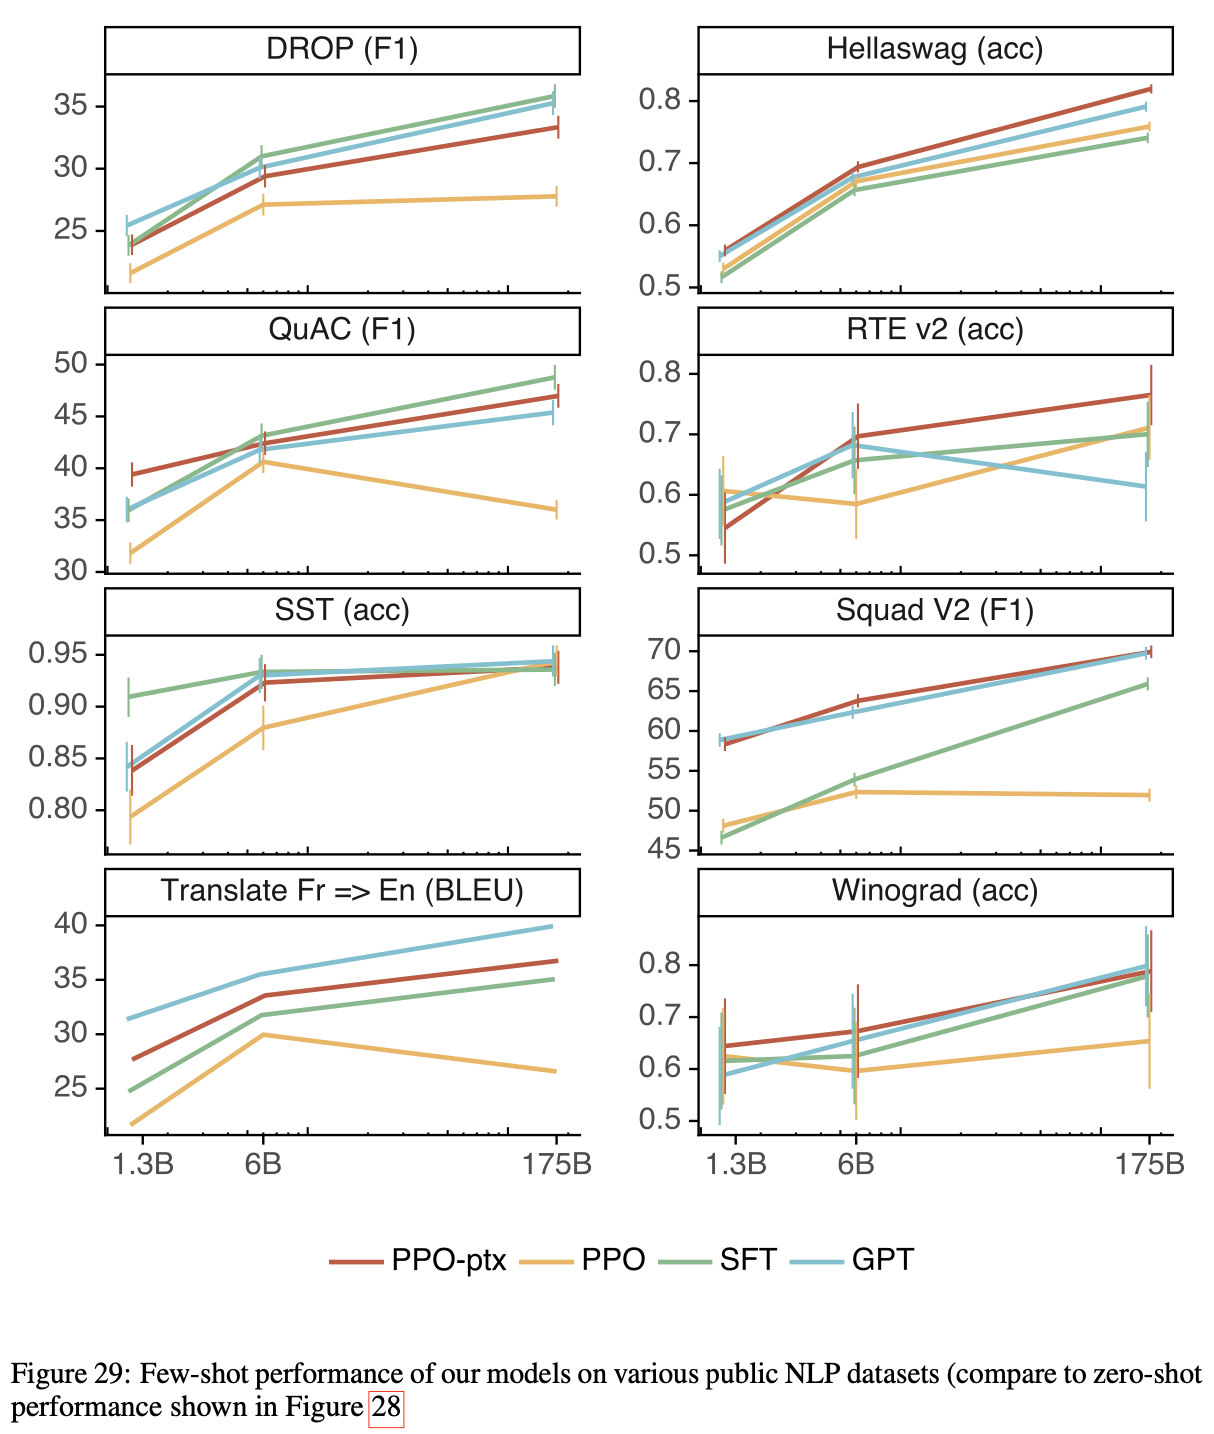 DROP (F1)
35
30
25
Hellaswag (acc)
0.8
0.7
0.6
0.5
QuAC (F1)
50
45
40
35
30
RTE v2 (acc)
0.8
0.7
0.6
0.5
SST (acc)
0.95
0.90
0.85
0.80
Squad V2 (F1)
70
65
60
55
50
45
Translate Fr => En (BLEU)
40
35
30
25
1.3B 6B 175B
Winograd (acc)
0.8
0.7
0.6
0.5
1.3B 6B 175B
PPO-ptx PPO SFT GPT
Figure 29: Few-shot performance of our models on various public NLP datasets (compare to zero-shot
performance shown in Figure 28